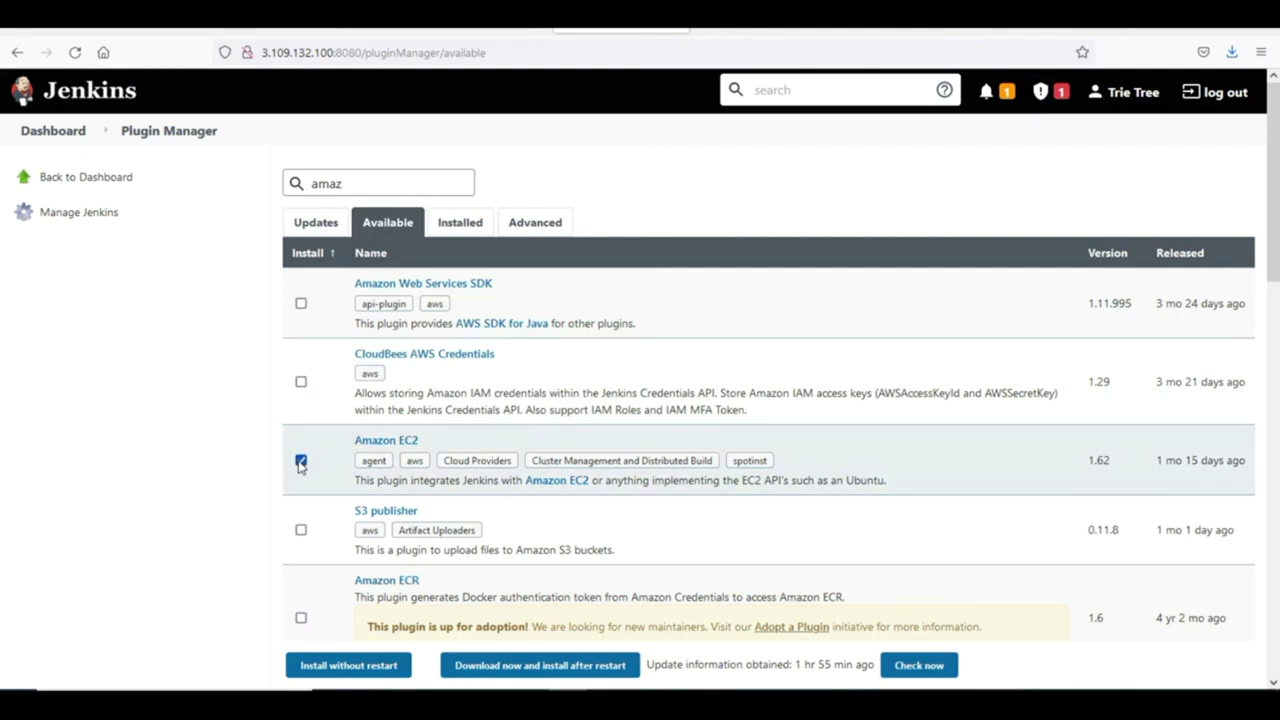 3.109.132.100:8080/pluginManager/available
Jenkins
search
1
1
Trie Tree
log out
Dashboard
Plugin Manager
Back to Dashboard
Manage Jenkins
amaz
Updates
Available
Installed
Advanced
Install ↑
Name
Version
Released
Amazon Web Services SDK
api-plugin
aws
This plugin provides AWS SDK for Java for other plugins.
1.11.995
3 mo 24 days ago
CloudBees AWS Credentials
aws
Allows storing Amazon IAM credentials within the Jenkins Credentials API. Store Amazon IAM access keys (AWSAccessKeyId and AWSSecretKey)
within the Jenkins Credentials API. Also support IAM Roles and IAM MFA Token.
1.29
3 mo 21 days ago
Amazon EC2
agent
aws
Cloud Providers
Cluster Management and Distributed Build
spotinst
This plugin integrates Jenkins with Amazon EC2 or anything implementing the EC2 API's such as an Ubuntu.
1.62
1 mo 15 days ago
S3 publisher
aws
Artifact Uploaders
This is a plugin to upload files to Amazon S3 buckets.
0.11.8
1 mo 1 day ago
Amazon ECR
This plugin generates Docker authentication token from Amazon Credentials to access Amazon ECR.
This plugin is up for adoption! We are looking for new maintainers. Visit our Adopt a Plugin initiative for more information.
1.6
4 yr 2 mo ago
Install without restart
Download now and install after restart
Update information obtained: 1 hr 55 min ago
Check now